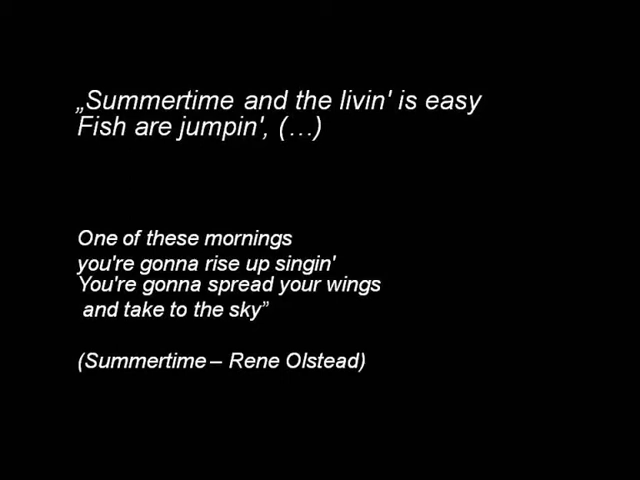 „Summertime and the livin' is easy
Fish are jumpin', (…)
One of these mornings
you're gonna rise up singin'
You're gonna spread your wings
and take to the sky”
(Summertime – Rene Olstead)